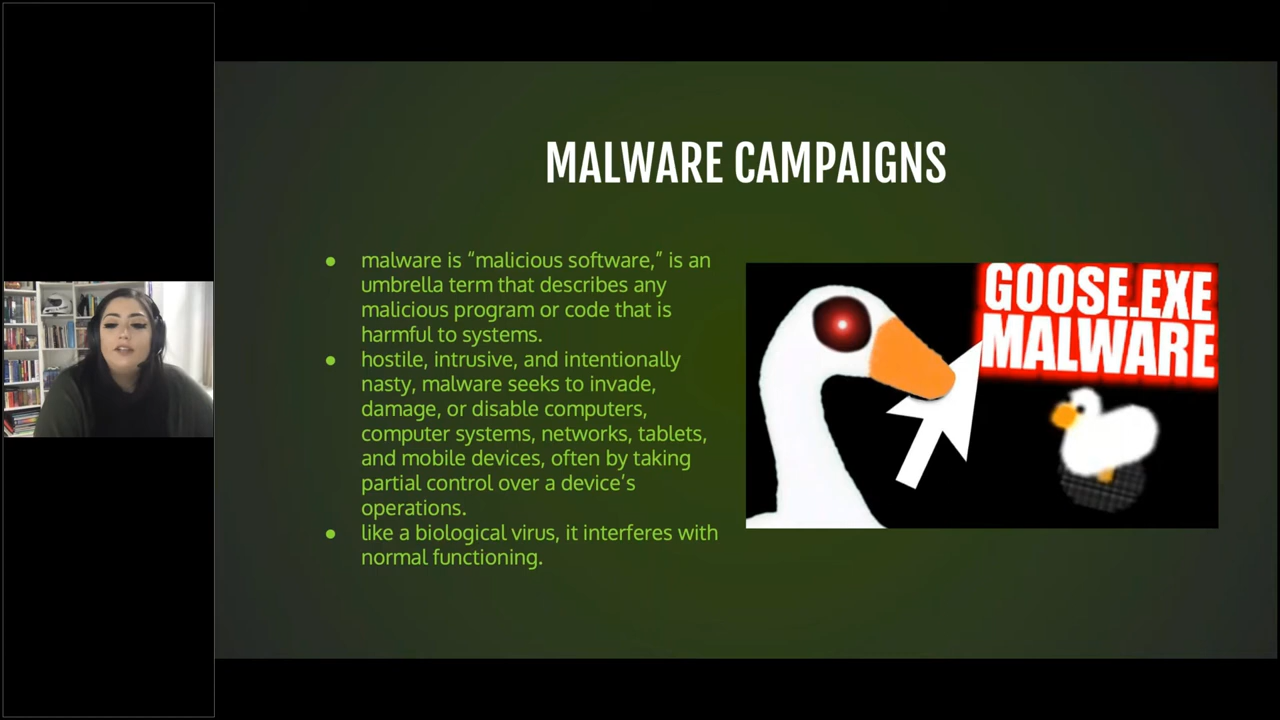 MALWARE CAMPAIGNS
● malware is “malicious software,” is an
umbrella term that describes any
malicious program or code that is
harmful to systems.
● hostile, intrusive, and intentionally
nasty, malware seeks to invade,
damage, or disable computers,
computer systems, networks, tablets,
and mobile devices, often by taking
partial control over a device’s
operations.
● like a biological virus, it interferes with
normal functioning.
GOOSE.EXE
MALWARE